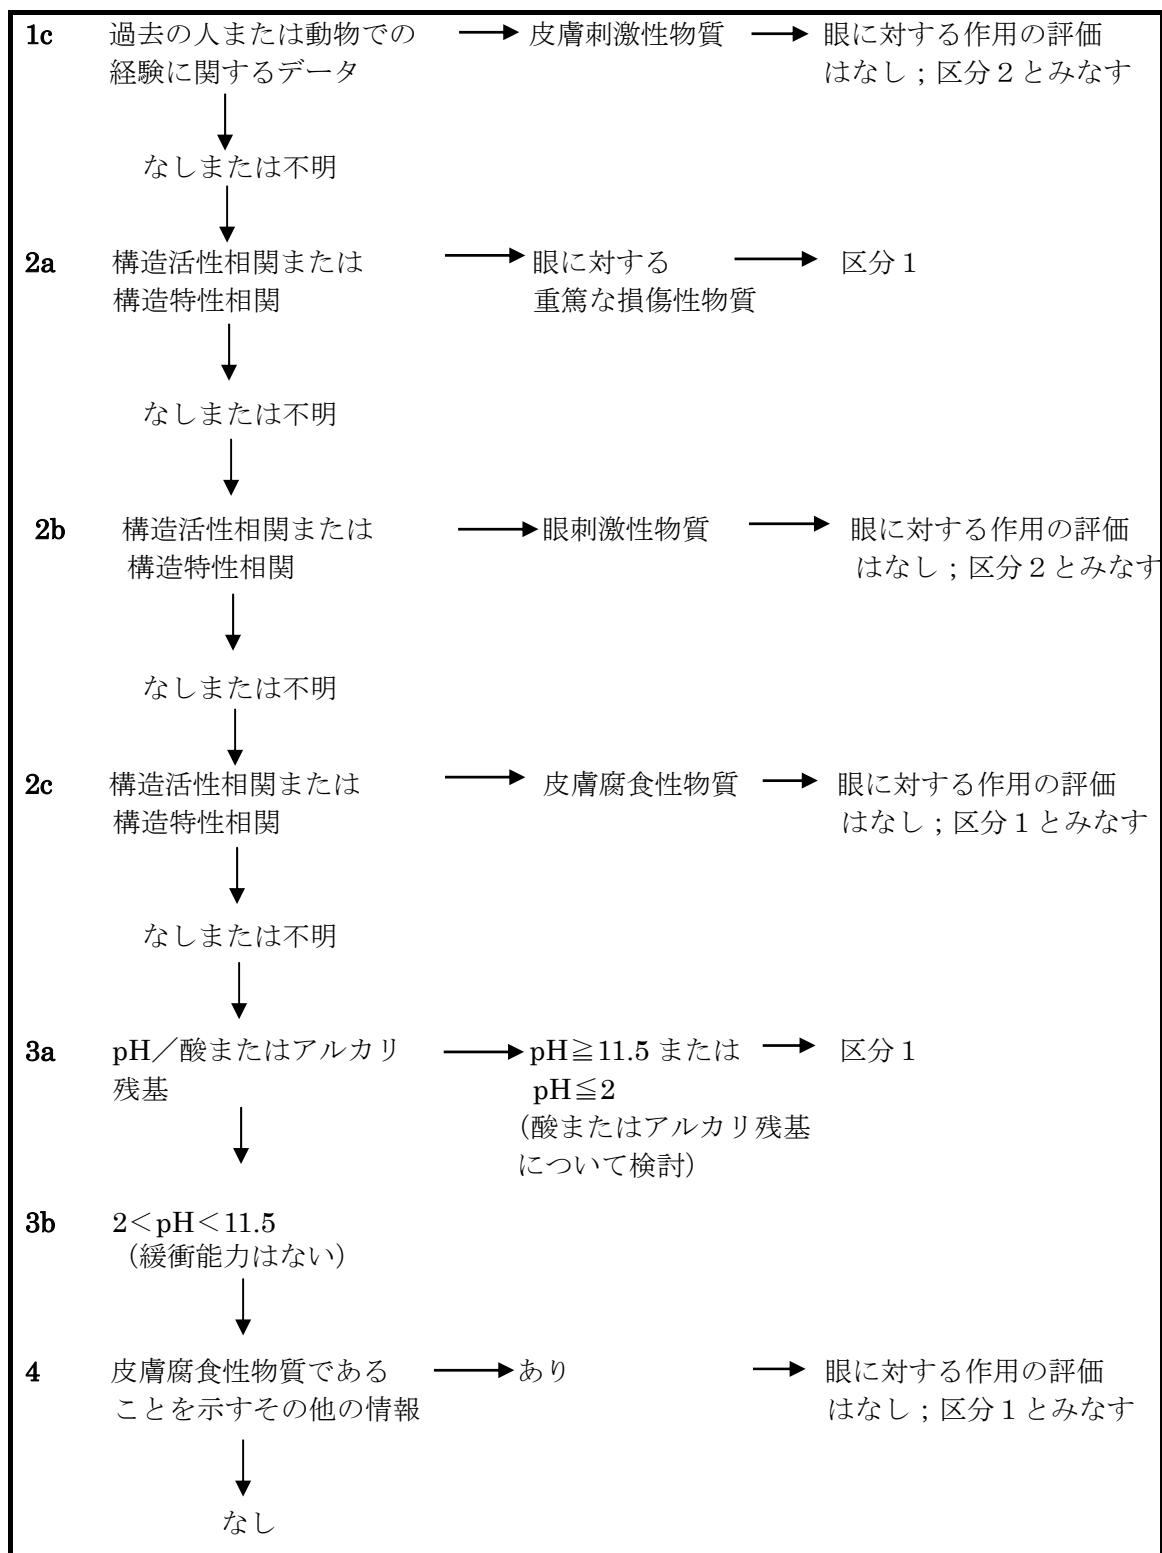 1c 過去の人または動物での 皮膚刺激性物質 眼に対する作用の評価
経験に関するデータ はなし；区分２とみなす
なしまたは不明
2a 構造活性相関または 眼に対する 区分１
構造特性相関 重篤な損傷性物質
なしまたは不明
2b 構造活性相関または 眼刺激性物質 眼に対する作用の評価
構造特性相関 はなし；区分２とみなす
なしまたは不明
2c 構造活性相関または 皮膚腐食性物質 眼に対する作用の評価
構造特性相関 はなし；区分１とみなす
なしまたは不明
3a pH／酸またはアルカリ pH≧11.5 または 区分１
残基 pH≦2
（酸またはアルカリ残基
について検討）
3b 2＜pH＜11.5
（緩衝能力はない）
4 皮膚腐食性物質である あり 眼に対する作用の評価
ことを示すその他の情報 はなし；区分１とみなす
なし